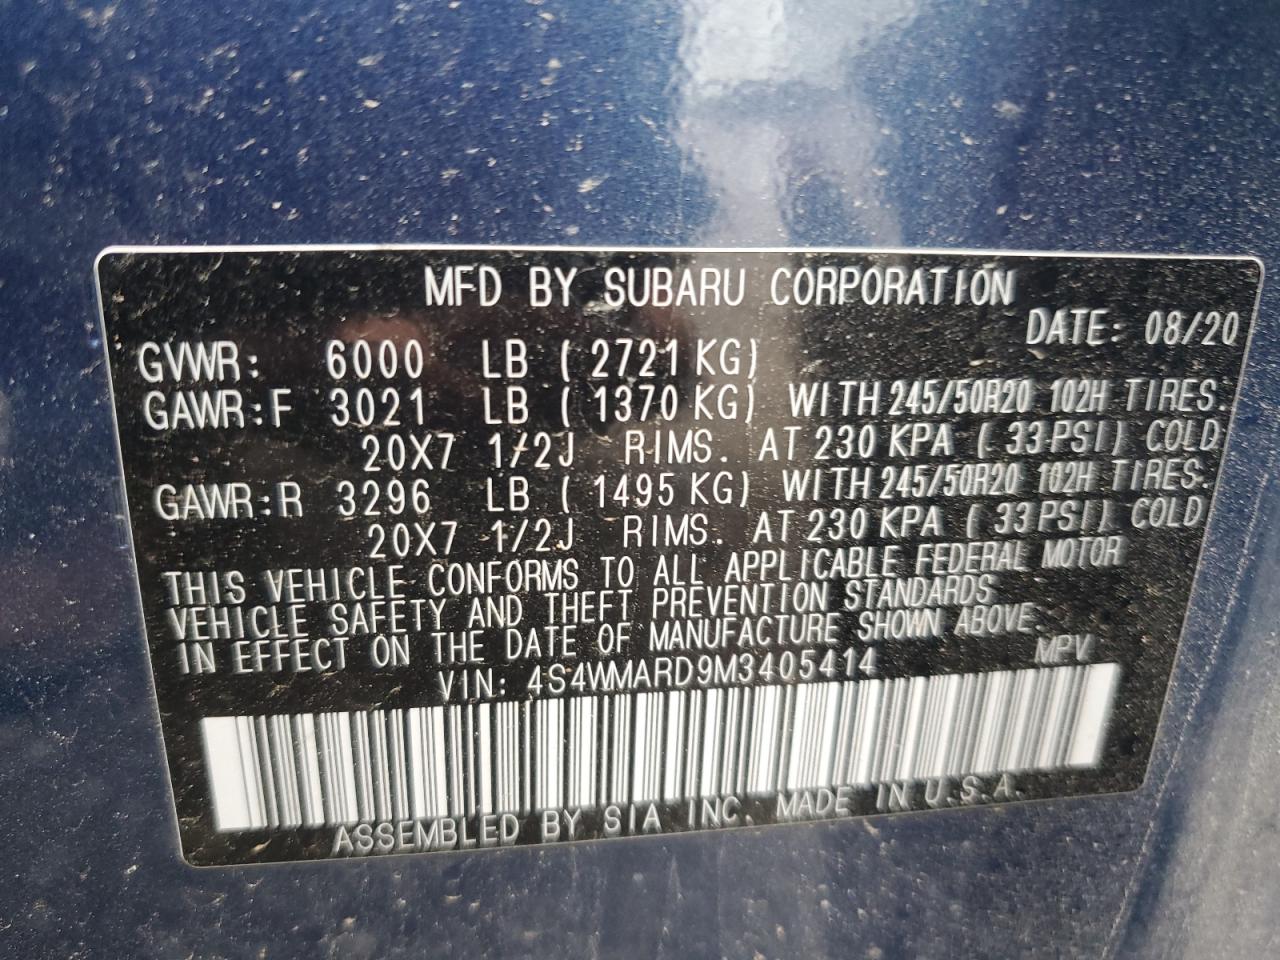 MFD BY SUBARU CORPORATION
DATE: 08/20
GVWR: 6000 LB ( 2721 KG)
GAWR:F 3021 LB ( 1370 KG) WITH 245/50R20 102H TIRES.
20X7 1/2J RIMS. AT 230 KPA ( 33 PSI) COLD
GAWR:R 3296 LB ( 1495 KG) WITH 245/50R20 102H TIRES.
20X7 1/2J RIMS. AT 230 KPA ( 33 PSI) COLD
THIS VEHICLE CONFORMS TO ALL APPLICABLE FEDERAL MOTOR
VEHICLE SAFETY AND THEFT PREVENTION STANDARDS
IN EFFECT ON THE DATE OF MANUFACTURE SHOWN ABOVE.
VIN: 4S4WMARD9M3405414 MPV
ASSEMBLED BY SIA INC. MADE IN U.S.A.